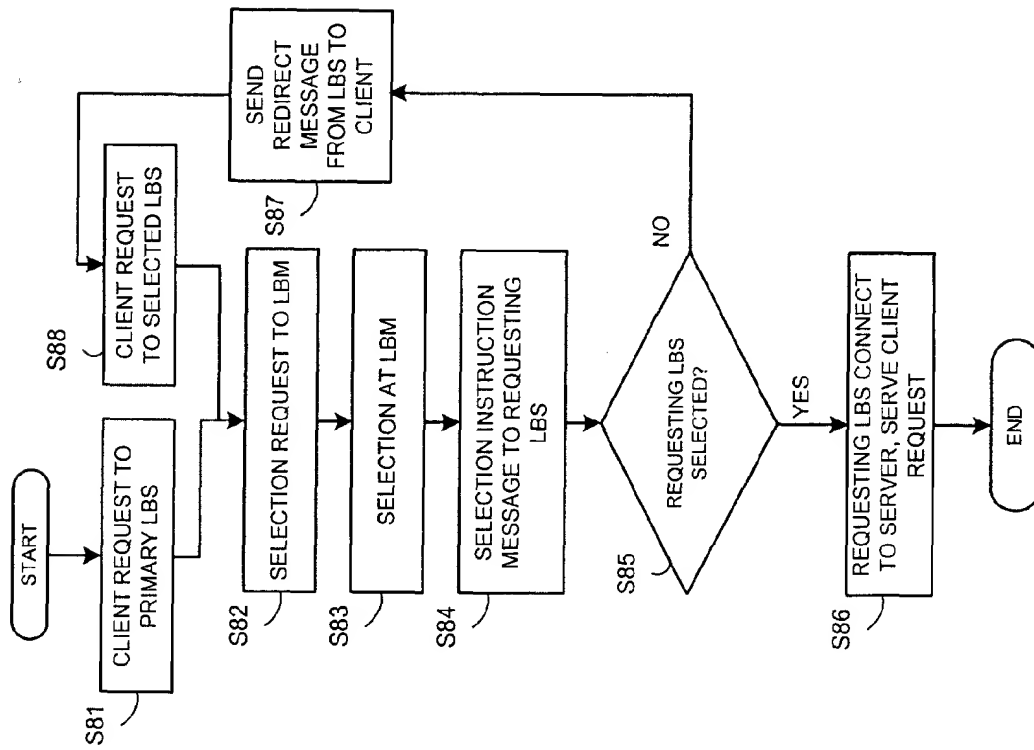 START
CLIENT REQUEST TO
PRIMARY LBS
S81
CLIENT REQUEST
TO SELECTED LBS
S88
SEND
REDIRECT
MESSAGE
FROM LBS TO
CLIENT
S87
SELECTION REQUEST TO LBM
S82
SELECTION AT LBM
S83
SELECTION INSTRUCTION
MESSAGE TO REQUESTING
LBS
S84
REQUESTING LBS
SELECTED?
S85
NO
YES
REQUESTING LBS CONNECT
TO SERVER, SERVE CLIENT
REQUEST
S86
END